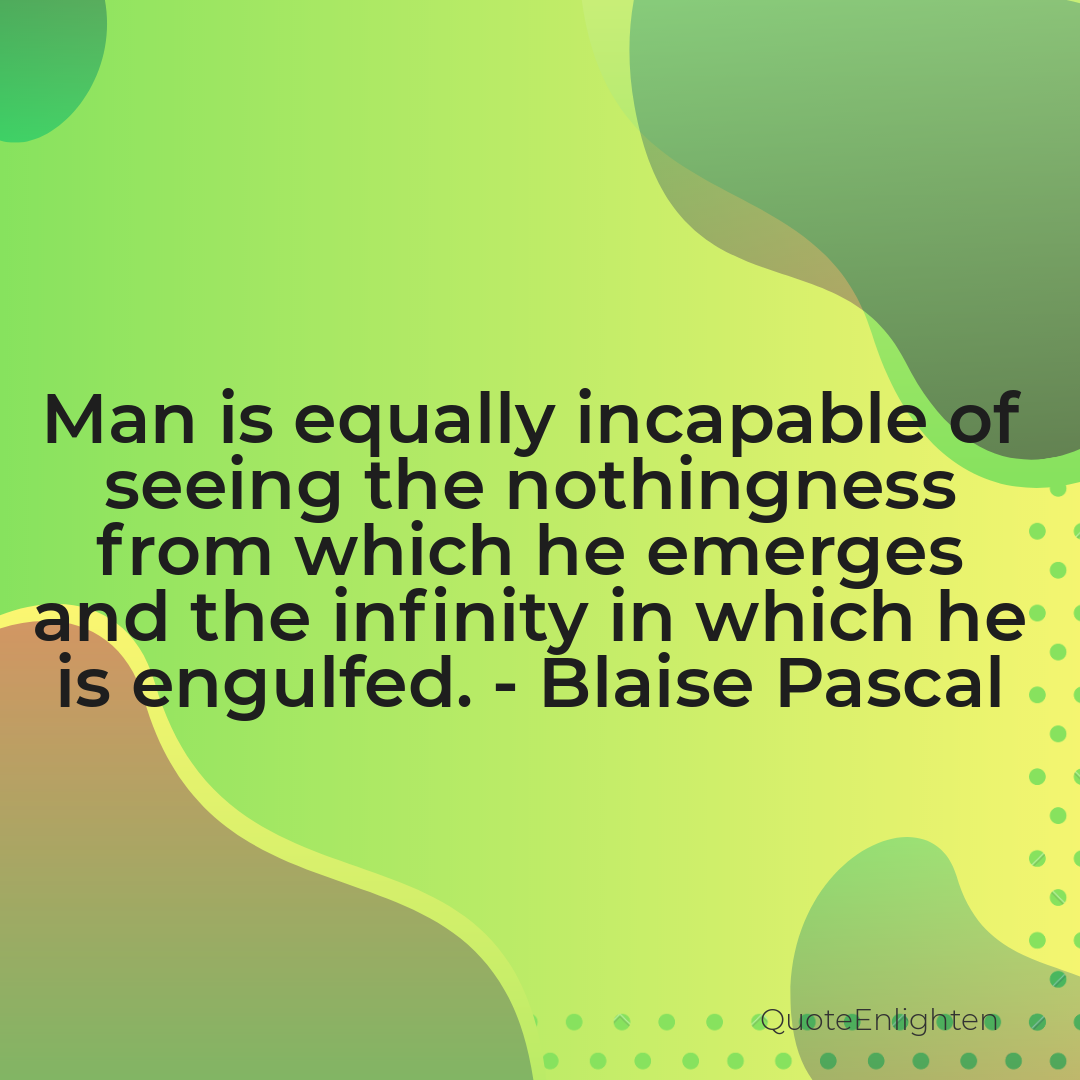 Man is equally incapable of
seeing the nothingness
from which he emerges
and the infinity in which he
is engulfed. - Blaise Pascal
QuoteEnlighten